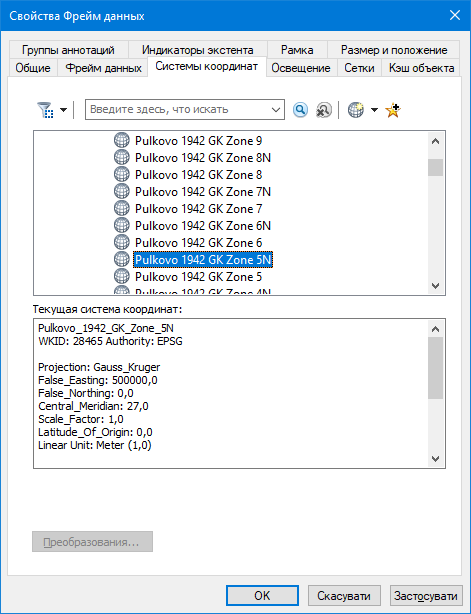 Свойства Фрейм данных
Группы аннотаций Индикаторы экстента Рамка Размер и положение
Общие Фрейм данных Системы координат Освещение Сетки Кэш объекта
Введите здесь, что искать
Pulkovo 1942 GK Zone 9
Pulkovo 1942 GK Zone 8N
Pulkovo 1942 GK Zone 8
Pulkovo 1942 GK Zone 7N
Pulkovo 1942 GK Zone 7
Pulkovo 1942 GK Zone 6N
Pulkovo 1942 GK Zone 6
Pulkovo 1942 GK Zone 5N
Pulkovo 1942 GK Zone 5
Pulkovo 1942 GK Zone 4N
Текущая система координат:
Pulkovo_1942_GK_Zone_5N
WKID: 28465 Authority: EPSG
Projection: Gauss_Kruger
False_Easting: 500000,0
False_Northing: 0,0
Central_Meridian: 27,0
Scale_Factor: 1,0
Latitude_Of_Origin: 0,0
Linear Unit: Meter (1,0)
Преобразования...
OK Скасувати Застосувати